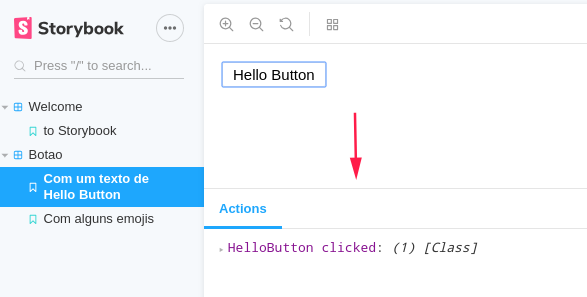 Storybook
Press "/" to search...
Welcome
to Storybook
Botao
Com um texto de
Hello Button
Com alguns emojis
Hello Button
Actions
HelloButton clicked: (1) [Class]